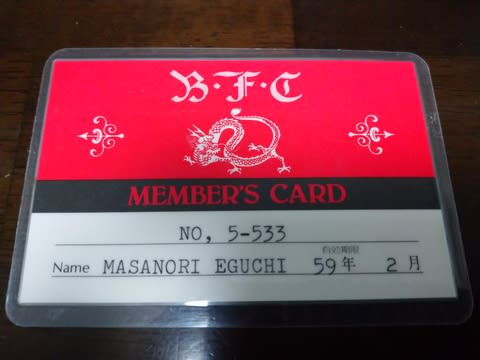 B·F·C
MEMBER'S CARD
NO, 5-533
有効期限
Name MASANORI EGUCHI 59年 2月